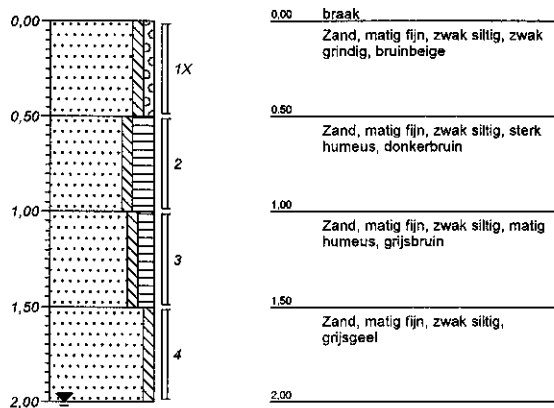 0,00
0,50
1,00
1,50
2,00
1X
2
3
4
0,00 braak
Zand, matig fijn, zwak siltig, zwak
grindig, bruinbeige
0,50
Zand, matig fijn, zwak siltig, sterk
humeus, donkerbruin
1,00
Zand, matig fijn, zwak siltig, matig
humeus, grijsbruin
1,50
Zand, matig fijn, zwak siltig,
grijsgeel
2,00